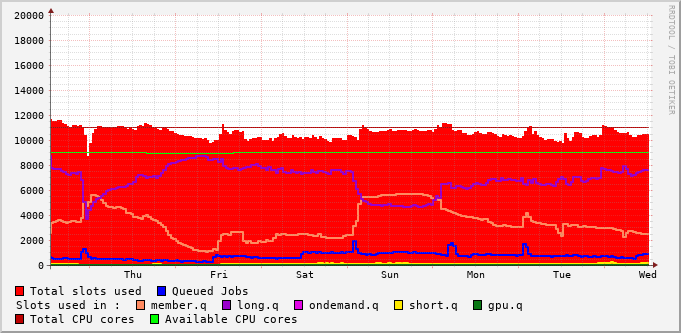 20000
18000
16000
14000
12000
10000
8000
6000
4000
2000
0
Thu Fri Sat Sun Mon Tue Wed
RRDTOOL / TOBI OETIKER
Total slots used Queued Jobs
Slots used in : member.q long.q ondemand.q short.q gpu.q
Total CPU cores Available CPU cores